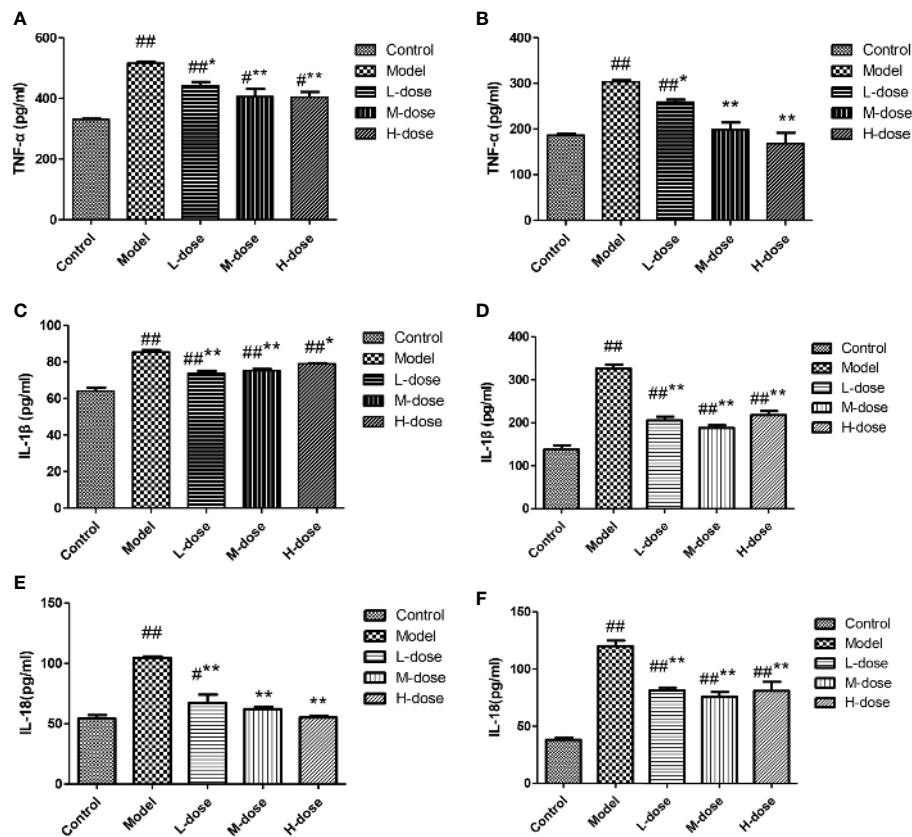 A
600
400
200
0
TNF-α (pg/ml)
##
##*
#**
#**
Control
Model
L-dose
M-dose
H-dose
Control
Model
L-dose
M-dose
H-dose
B
400
300
200
100
0
TNF-α (pg/ml)
##
##*
**
**
Control
Model
L-dose
M-dose
H-dose
Control
Model
L-dose
M-dose
H-dose
C
100
80
60
40
20
0
IL-1β (pg/ml)
##
##**
##**
##*
Control
Model
L-dose
M-dose
H-dose
Control
Model
L-dose
M-dose
H-dose
D
400
300
200
100
0
IL-1β (pg/ml)
##
##**
##**
##**
Control
Model
L-dose
M-dose
H-dose
Control
Model
L-dose
M-dose
H-dose
E
150
100
50
0
IL-18(pg/ml)
##
#**
**
**
Control
Model
L-dose
M-dose
H-dose
Control
Model
L-dose
M-dose
H-dose
F
150
100
50
0
IL-18(pg/ml)
##
##**
##**
##**
Control
Model
L-dose
M-dose
H-dose
Control
Model
L-dose
M-dose
H-dose